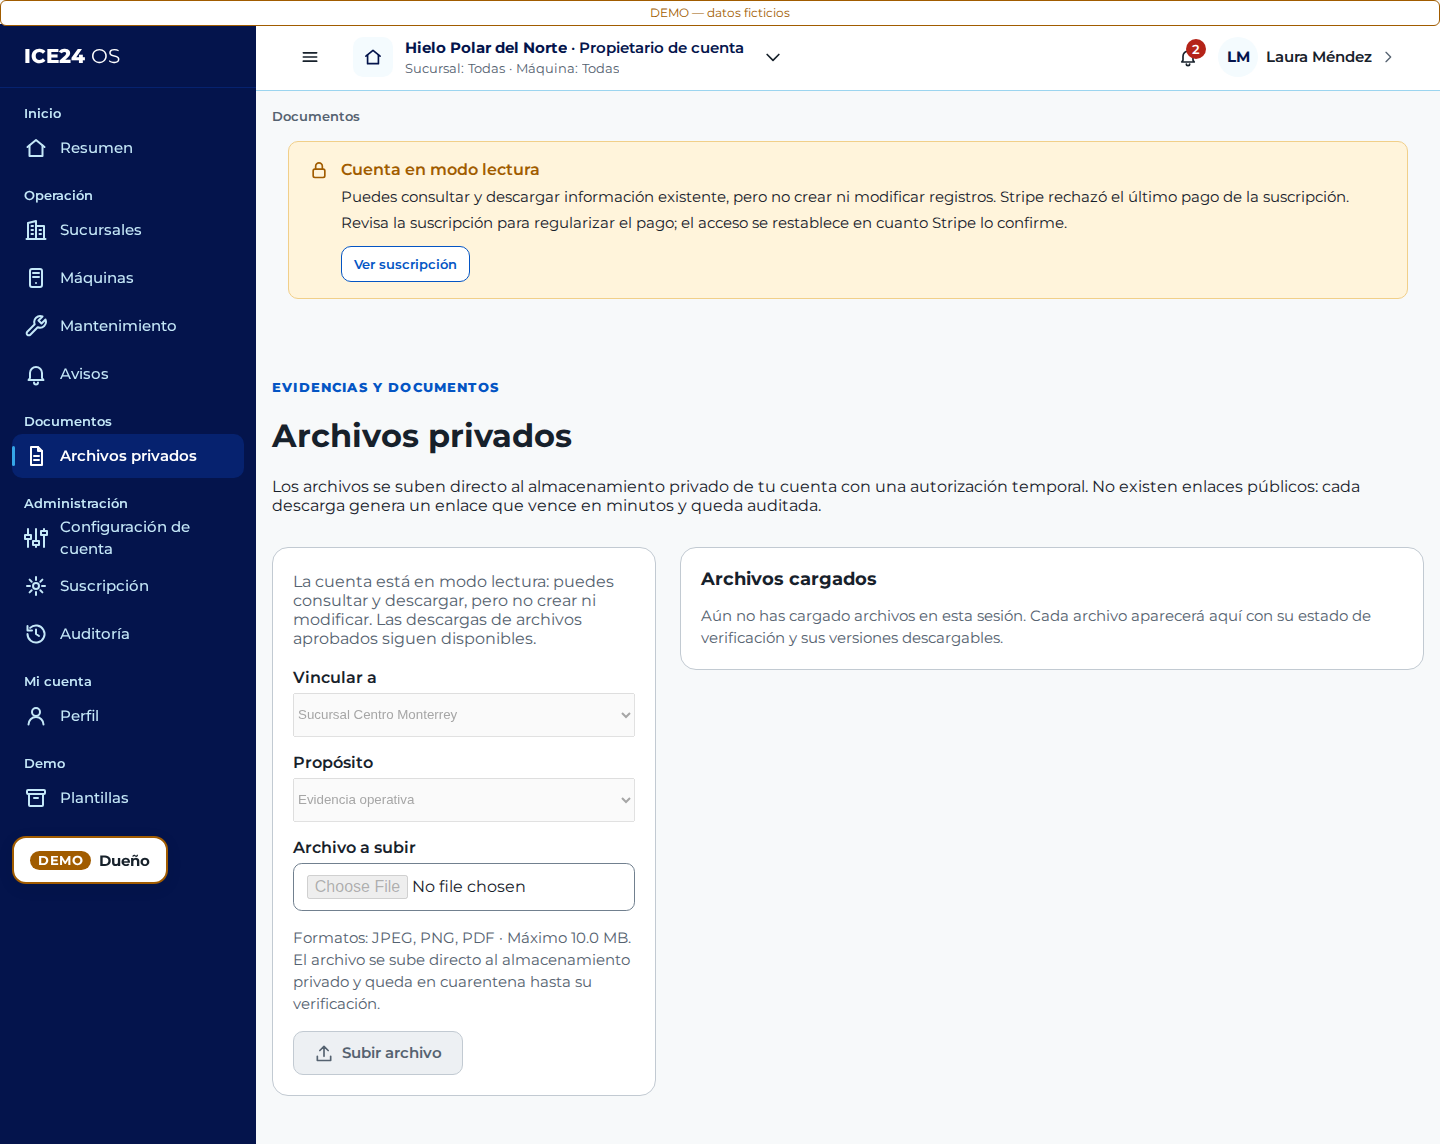 DEMO — datos ficticios
ICE24 OS
Inicio
Resumen
Operación
Sucursales
Máquinas
Mantenimiento
Avisos
Documentos
Archivos privados
Administración
Configuración de
cuenta
Suscripción
Auditoría
Mi cuenta
Perfil
Demo
Plantillas
DEMO Dueño
Hielo Polar del Norte · Propietario de cuenta
Sucursal: Todas · Máquina: Todas
2
LM Laura Méndez
Documentos
Cuenta en modo lectura
Puedes consultar y descargar información existente, pero no crear ni modificar registros. Stripe rechazó el último pago de la suscripción.
Revisa la suscripción para regularizar el pago; el acceso se restablece en cuanto Stripe lo confirme.
Ver suscripción
EVIDENCIAS Y DOCUMENTOS
Archivos privados
Los archivos se suben directo al almacenamiento privado de tu cuenta con una autorización temporal. No existen enlaces públicos: cada
descarga genera un enlace que vence en minutos y queda auditada.
La cuenta está en modo lectura: puedes
consultar y descargar, pero no crear ni
modificar. Las descargas de archivos
aprobados siguen disponibles.
Vincular a
Sucursal Centro Monterrey
Propósito
Evidencia operativa
Archivo a subir
Choose File No file chosen
Formatos: JPEG, PNG, PDF · Máximo 10.0 MB.
El archivo se sube directo al almacenamiento
privado y queda en cuarentena hasta su
verificación.
Subir archivo
Archivos cargados
Aún no has cargado archivos en esta sesión. Cada archivo aparecerá aquí con su estado de
verificación y sus versiones descargables.